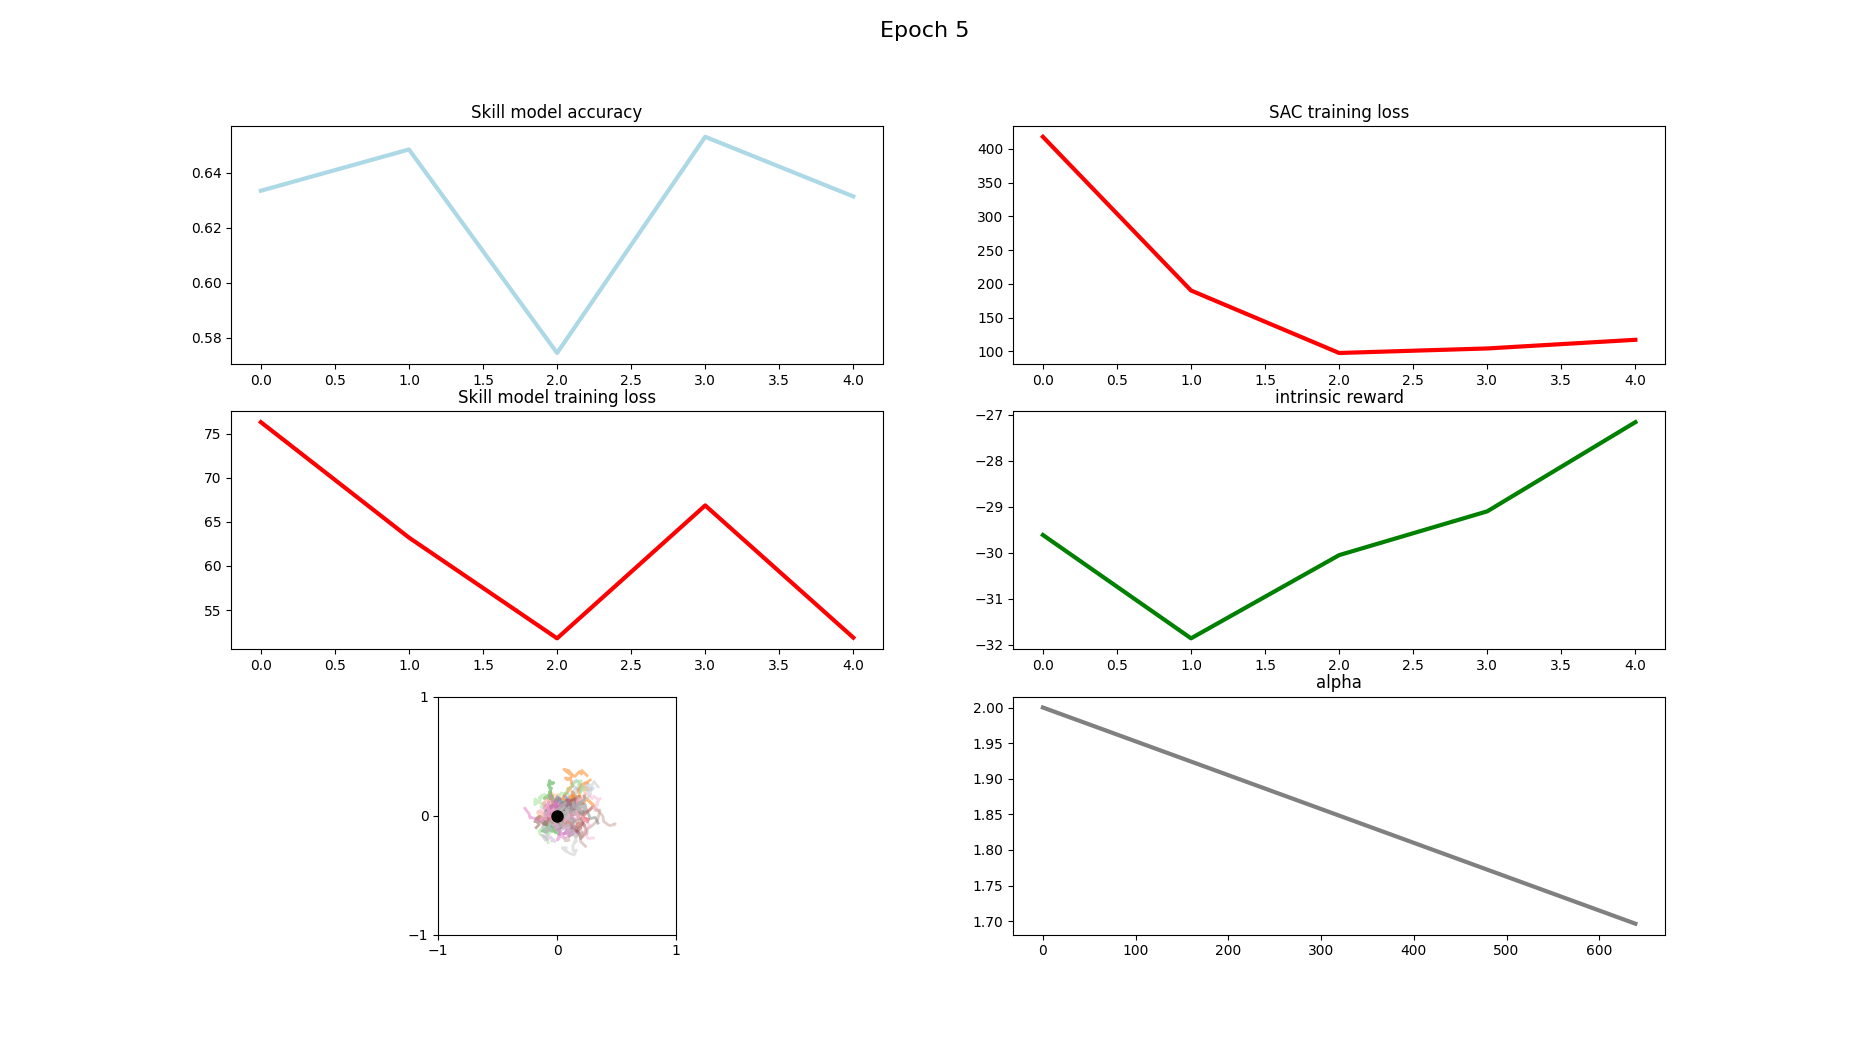 Epoch 5
Skill model accuracy
0.64
0.62
0.60
0.58
0.0 0.5 1.0 1.5 2.0 2.5 3.0 3.5 4.0
SAC training loss
400
350
300
250
200
150
100
0.0 0.5 1.0 1.5 2.0 2.5 3.0 3.5 4.0
Skill model training loss
75
70
65
60
55
0.0 0.5 1.0 1.5 2.0 2.5 3.0 3.5 4.0
intrinsic reward
−27
−28
−29
−30
−31
−32
0.0 0.5 1.0 1.5 2.0 2.5 3.0 3.5 4.0
1
0
−1
−1 0 1
alpha
2.00
1.95
1.90
1.85
1.80
1.75
1.70
0 100 200 300 400 500 600